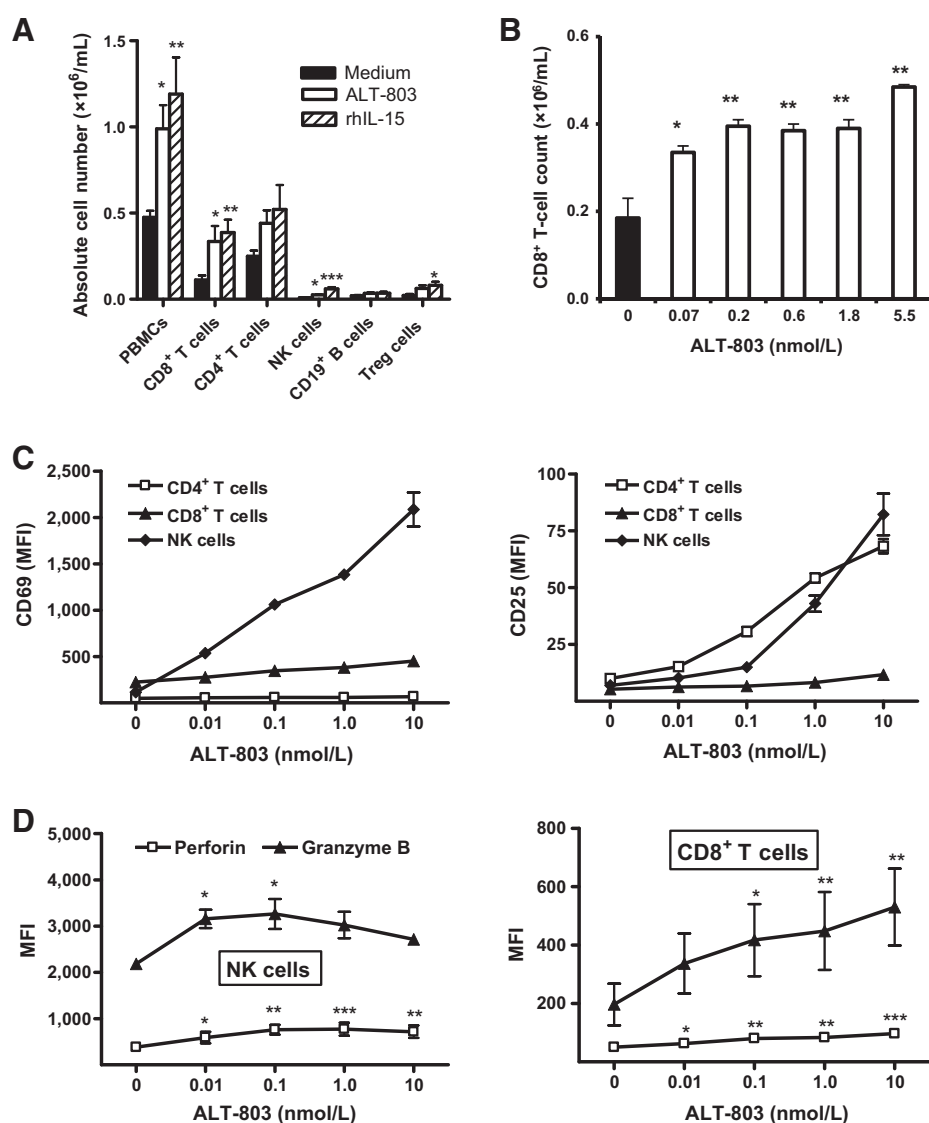 A
Absolute cell number (×10⁶/mL)
1.5
1.0
0.5
0.0
* **
* **
* ***
*
Medium
ALT-803
rhIL-15
PBMCs
CD8⁺ T cells
CD4⁺ T cells
NK cells
CD19⁺ B cells
Treg cells
B
CD8⁺ T-cell count (×10⁶/mL)
0.6
0.4
0.2
0.0
* ** ** ** **
0 0.07 0.2 0.6 1.8 5.5
ALT-803 (nmol/L)
C
CD69 (MFI)
2,500
2,000
1,500
1,000
500
CD4⁺ T cells
CD8⁺ T cells
NK cells
0 0.01 0.1 1.0 10
ALT-803 (nmol/L)
CD25 (MFI)
100
75
50
25
CD4⁺ T cells
CD8⁺ T cells
NK cells
0 0.01 0.1 1.0 10
ALT-803 (nmol/L)
D
MFI
5,000
4,000
3,000
2,000
1,000
Perforin Granzyme B
* *
NK cells
* ** *** **
0 0.01 0.1 1.0 10
ALT-803 (nmol/L)
MFI
800
600
400
200
CD8⁺ T cells
* ** **
* ** ** ***
0 0.01 0.1 1.0 10
ALT-803 (nmol/L)